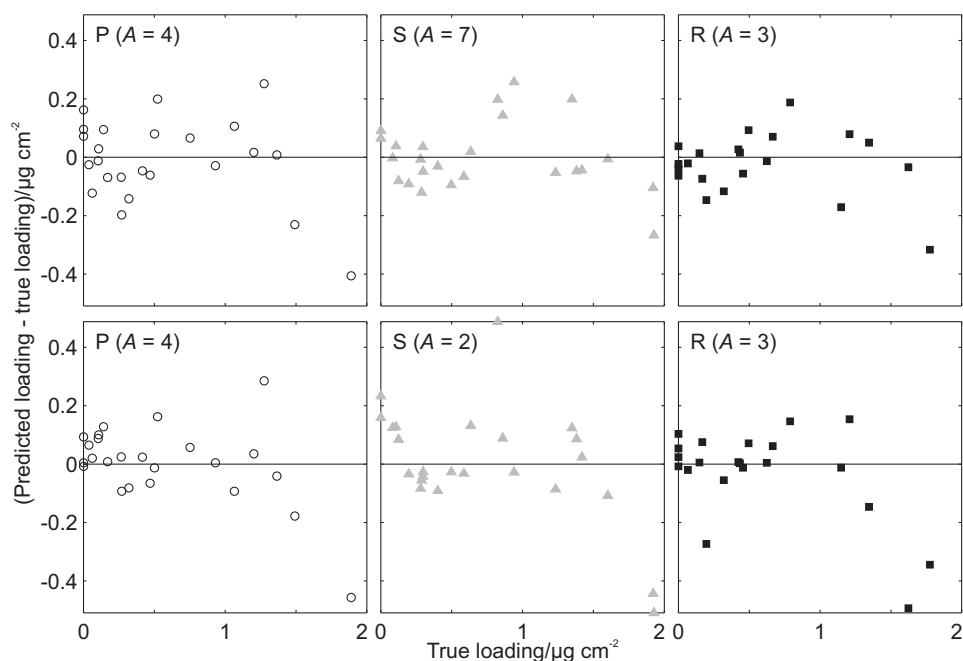 P (A = 4) S (A = 7) R (A = 3)
0.4
0.2
0
-0.2
-0.4
P (A = 4) S (A = 2) R (A = 3)
0.4
0.2
0
-0.2
-0.4
0 1 2 0 1 2 0 1 2
(Predicted loading - true loading)/μg cm-2
True loading/μg cm-2